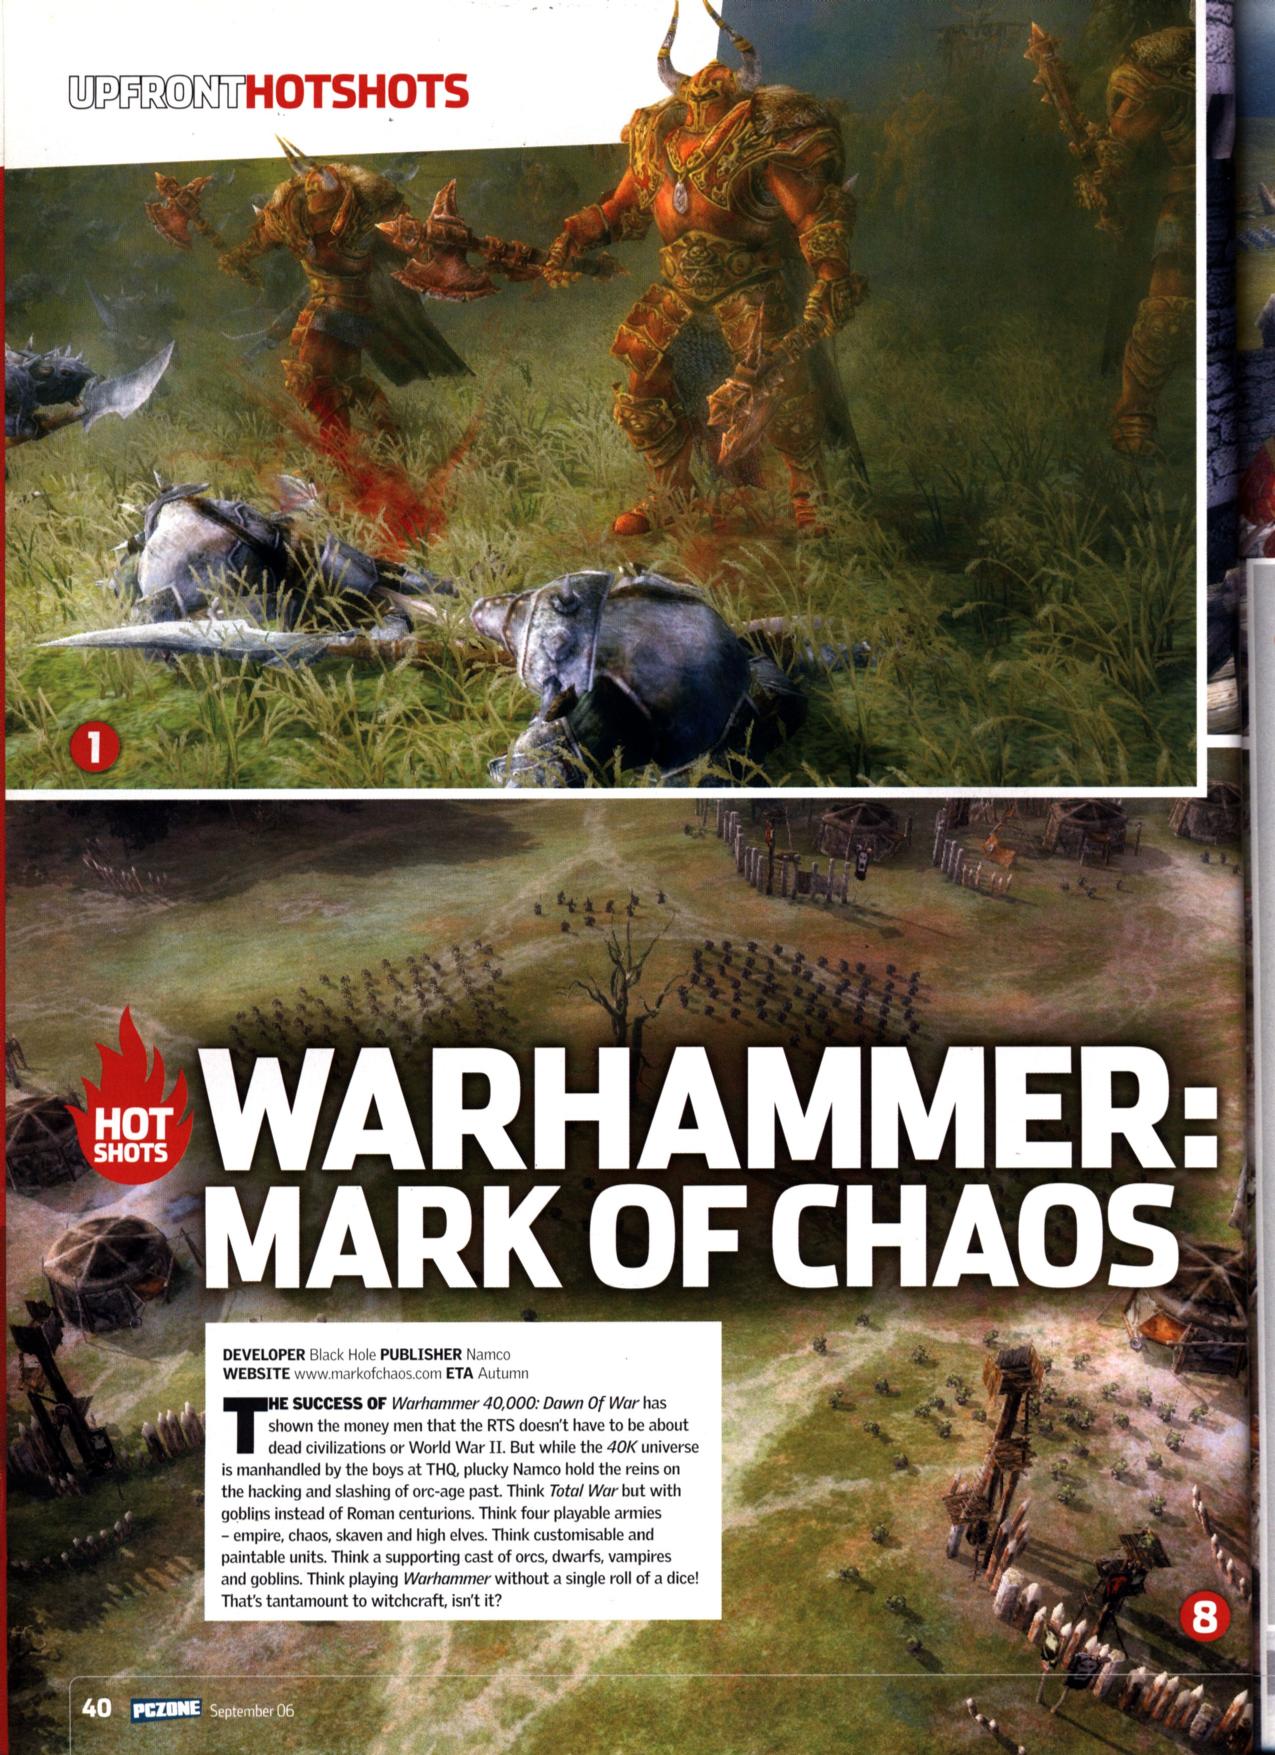 UPFRONTHOTSHOTS
1
HOT
SHOTS
WARHAMMER:
MARK OF CHAOS
DEVELOPER Black Hole PUBLISHER Namco
WEBSITE www.markofchaos.com ETA Autumn
THE SUCCESS OF Warhammer 40,000: Dawn Of War has
shown the money men that the RTS doesn't have to be about
dead civilizations or World War II. But while the 40K universe
is manhandled by the boys at THQ, plucky Namco hold the reins on
the hacking and slashing of orc-age past. Think Total War but with
goblins instead of Roman centurions. Think four playable armies
– empire, chaos, skaven and high elves. Think customisable and
paintable units. Think a supporting cast of orcs, dwarfs, vampires
and goblins. Think playing Warhammer without a single roll of a dice!
That's tantamount to witchcraft, isn't it?
8
40 PCZONE September 06